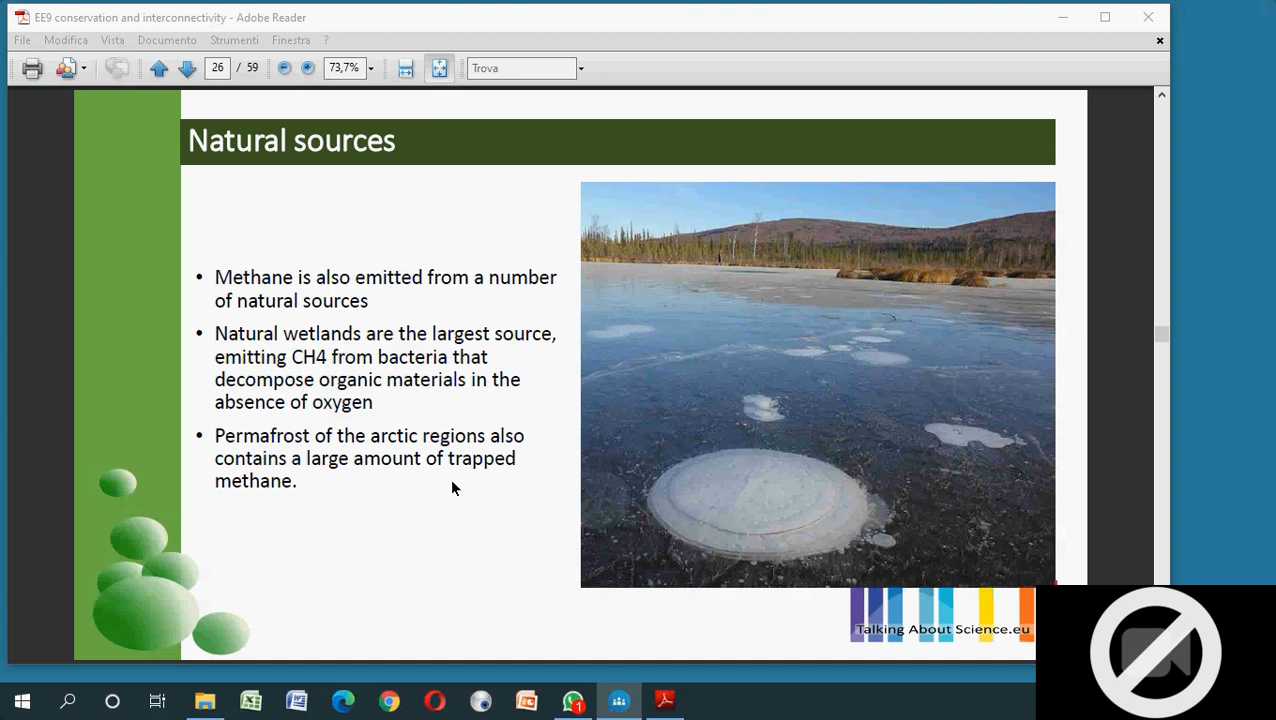 EE9 conservation and interconnectivity - Adobe Reader
File Modifica Vista Documento Strumenti Finestra ?
26 / 59 73,7% Trova
Natural sources
• Methane is also emitted from a number
of natural sources
• Natural wetlands are the largest source,
emitting CH4 from bacteria that
decompose organic materials in the
absence of oxygen
• Permafrost of the arctic regions also
contains a large amount of trapped
methane.
Talking About Science.eu
1